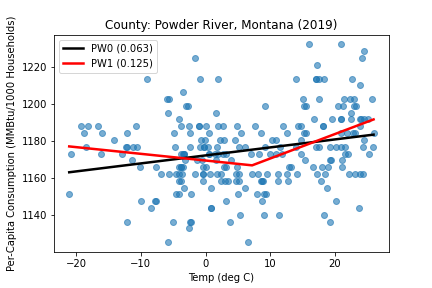 County: Powder River, Montana (2019)
PW0 (0.063)
PW1 (0.125)
Per-Capita Consumption (MMBtu/1000 Households)
1220
1200
1180
1160
1140
−20
−10
0
10
20
Temp (deg C)